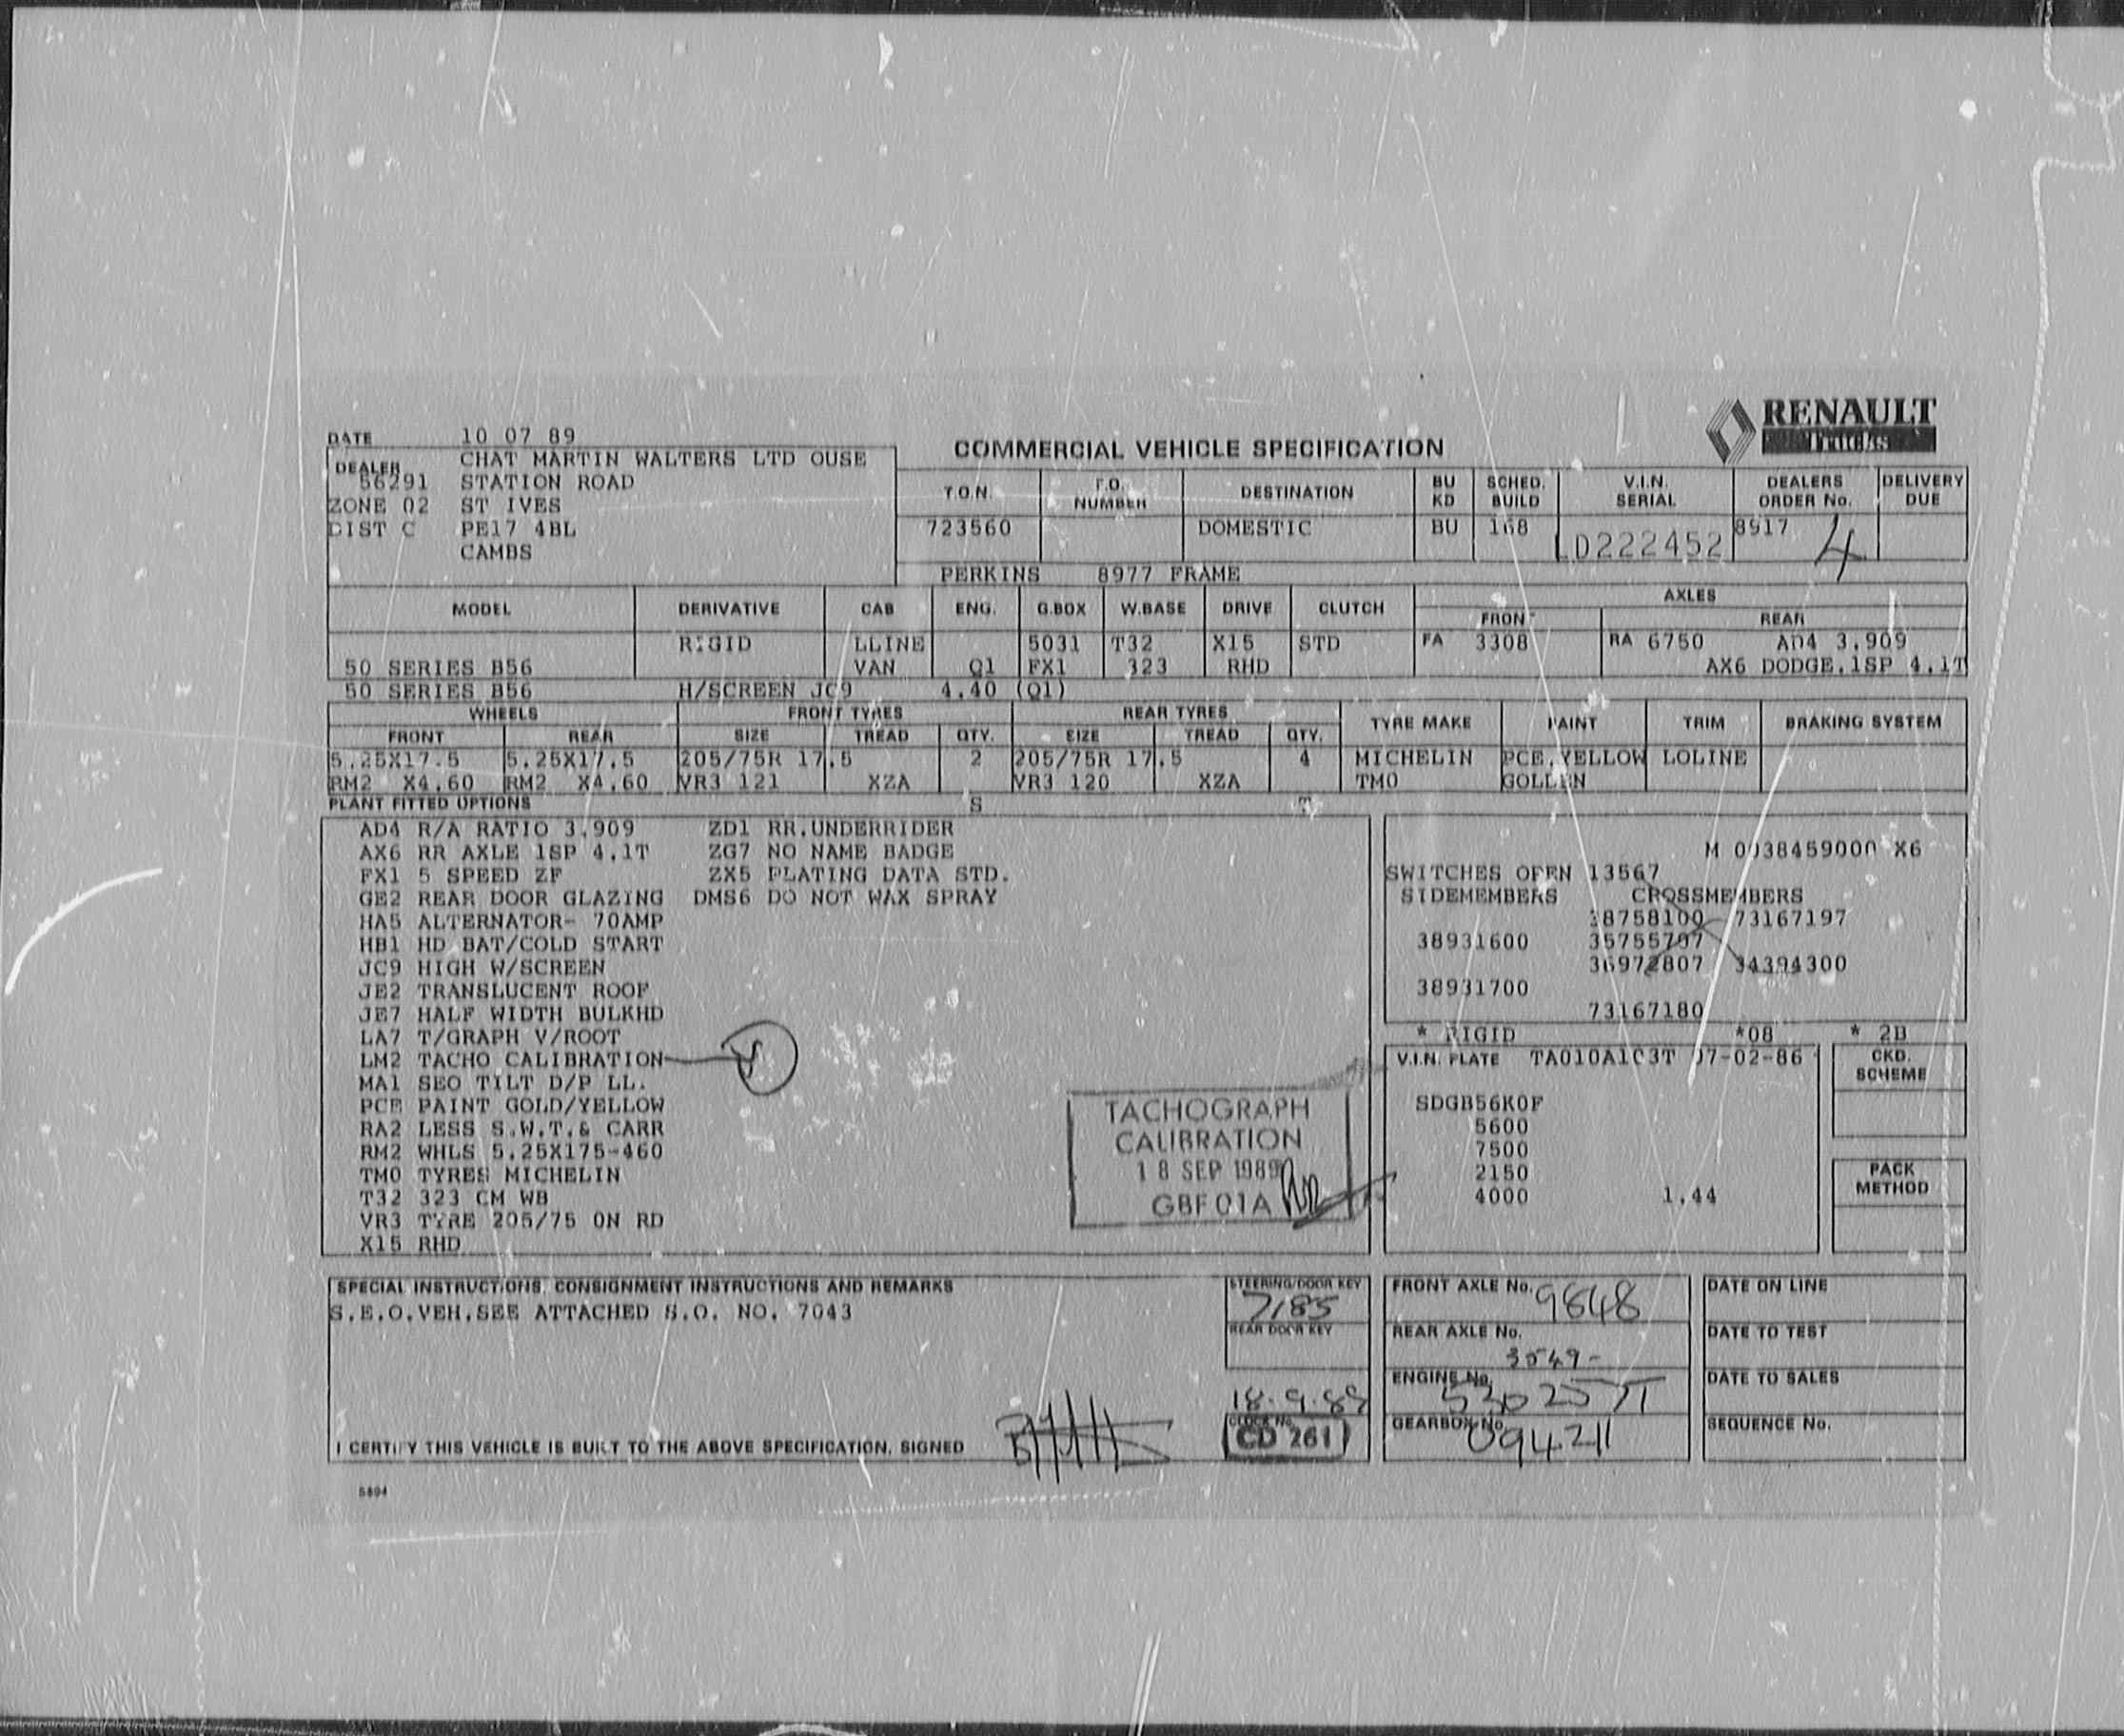 RENAULT
Trucks
DATE 10 07 89
COMMERCIAL VEHICLE SPECIFICATION
DEALER CHAT MARTIN WALTERS LTD OUSE
56291 STATION ROAD
ZONE 02 ST IVES
DIST C PE17 4BL
CAMBS
T.O.N. F.O. NUMBER DESTINATION BU KD SCHED. BUILD V.I.N. SERIAL DEALERS ORDER No. DELIVERY DUE
723560 DOMESTIC BU 168 D222452 8917 4
PERKINS 8977 FRAME
MODEL DERIVATIVE CAB ENG. G.BOX W.BASE DRIVE CLUTCH AXLES
FRONT REAR
RIGID LLINE 5031 T32 X15 STD FA 3308 RA 6750 AD4 3.909
50 SERIES B56 VAN Q1 FX1 323 RHD AX6 DODGE.1SP 4.1T
50 SERIES B56 H/SCREEN JC9 4.40 (Q1)
WHEELS FRONT TYRES REAR TYRES TYRE MAKE PAINT TRIM BRAKING SYSTEM
FRONT REAR SIZE TREAD QTY. SIZE TREAD QTY.
5.25X17.5 5.25X17.5 205/75R 17.5 2 205/75R 17.5 4 MICHELIN PCE.YELLOW LOLINE
RM2 X4.60 RM2 X4.60 VR3 121 XZA VR3 120 XZA TM0 GOLDEN
PLANT FITTED OPTIONS S T
AD4 R/A RATIO 3.909 ZD1 RR.UNDERRIDER
AX6 RR AXLE 1SP 4.1T ZG7 NO NAME BADGE
FX1 5 SPEED ZF ZX5 PLATING DATA STD.
GE2 REAR DOOR GLAZING DMS6 DO NOT WAX SPRAY
HA5 ALTERNATOR- 70AMP
HB1 HD BAT/COLD START
JC9 HIGH W/SCREEN
JE2 TRANSLUCENT ROOF
JE7 HALF WIDTH BULKHD
LA7 T/GRAPH V/ROOT
LM2 TACHO CALIBRATION
MA1 SEO TILT D/P LL.
PCE PAINT GOLD/YELLOW
RA2 LESS S.W.T.& CARR
RM2 WHLS 5.25X175-460
TM0 TYRES MICHELIN
T32 323 CM WB
VR3 TYRE 205/75 ON RD
X15 RHD
M 0038459000 X6
SWITCHES OPEN 13567
SIDEMEMBERS CROSSMEMBERS
38758100 73167197
38931600 35755707
36972807 34394300
38931700
73167180
* RIGID *08 * 2B
V.I.N. PLATE TA010A103T 07-02-86
SDGB56K0F
5600
7500
2150
4000 1.44
CKD. SCHEME
PACK METHOD
TACHOGRAPH
CALIBRATION
18 SEP 1989
GBF01A
SPECIAL INSTRUCTIONS, CONSIGNMENT INSTRUCTIONS AND REMARKS
S.E.O.VEH.SEE ATTACHED S.O. NO. 7043
I CERTIFY THIS VEHICLE IS BUILT TO THE ABOVE SPECIFICATION. SIGNED
STEERING/DOOR KEY
7185
REAR DOOR KEY
18.9.89
CLOCK No.
CD 261
FRONT AXLE No. 9848
REAR AXLE No.
3549-
ENGINE No.
GEARBOX No.
094211
DATE ON LINE
DATE TO TEST
DATE TO SALES
SEQUENCE No.
5894